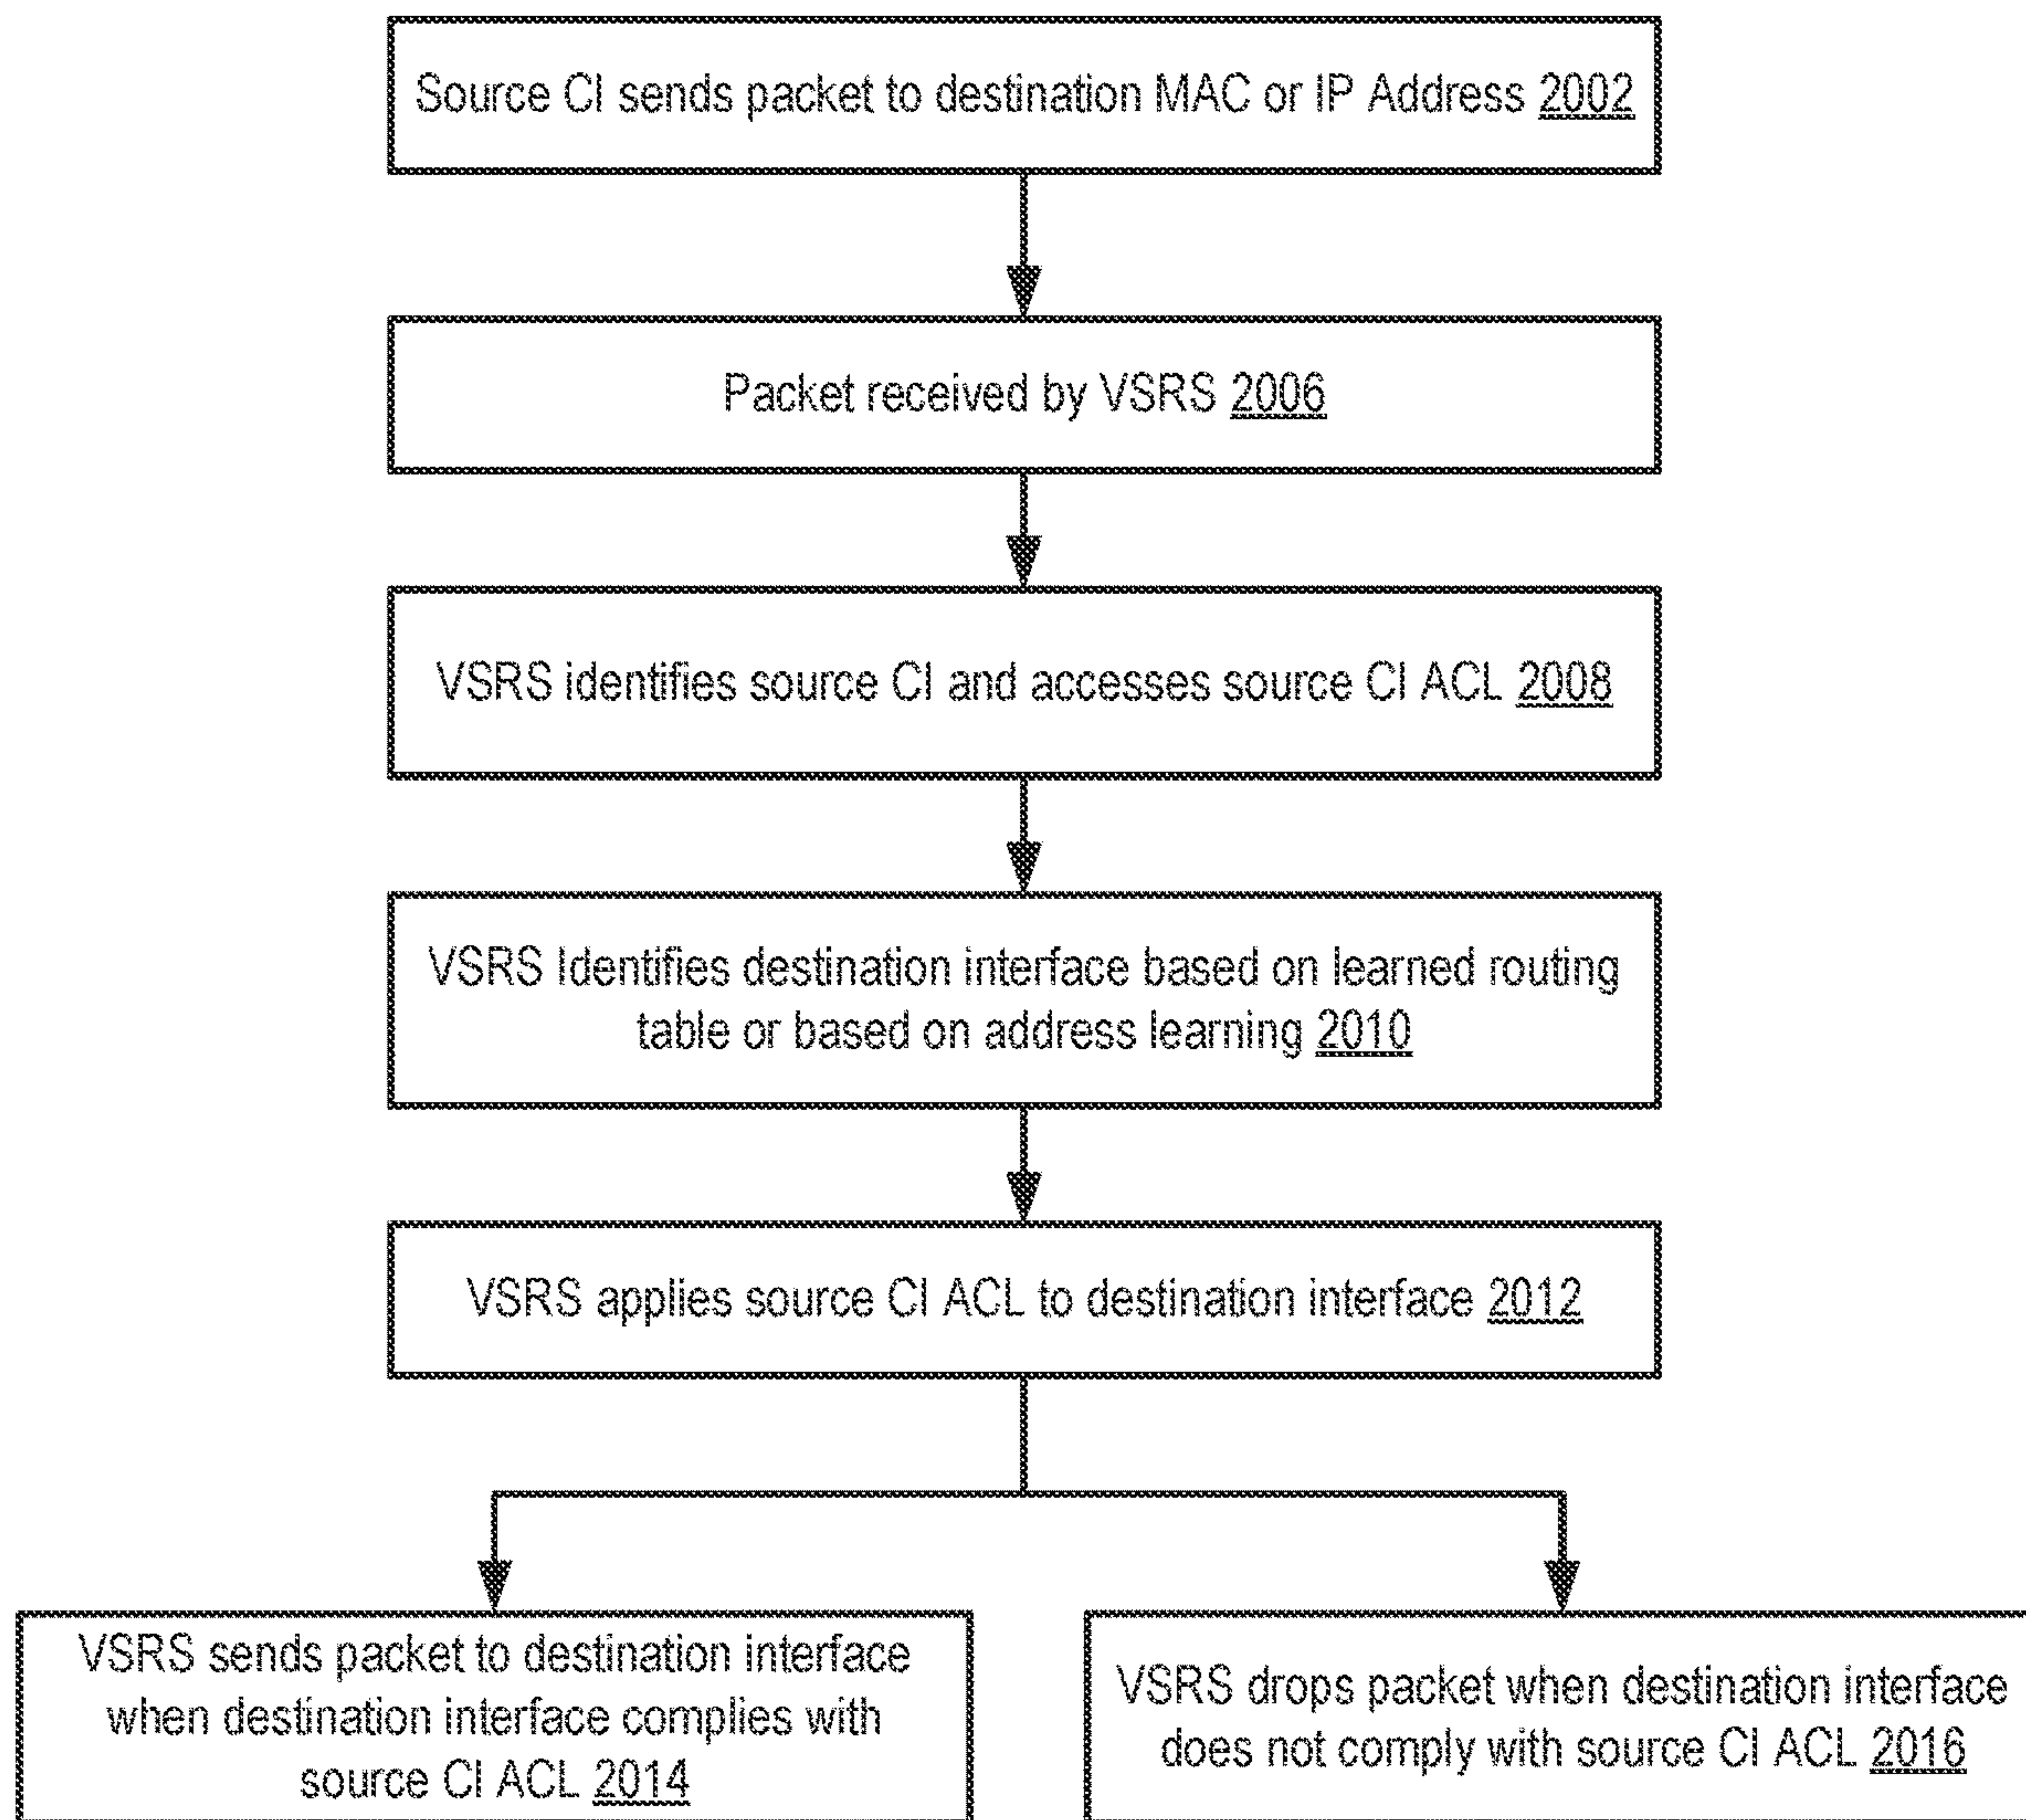 Source CI sends packet to destination MAC or IP Address 2002
Packet received by VSRS 2006
VSRS identifies source CI and accesses source CI ACL 2008
VSRS Identifies destination interface based on learned routing
table or based on address learning 2010
VSRS applies source CI ACL to destination interface 2012
VSRS sends packet to destination interface
when destination interface complies with
source CI ACL 2014
VSRS drops packet when destination interface
does not comply with source CI ACL 2016